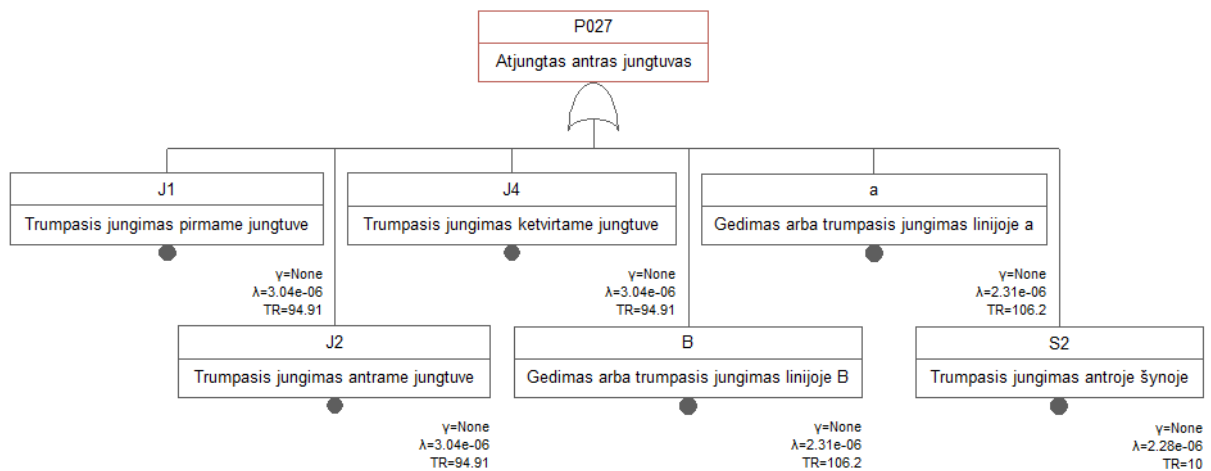 P027
Atjungtas antras jungtuvas
J1
Trumpasis jungimas pirmame jungtuve
γ=None
λ=3.04e-06
TR=94.91
J4
Trumpasis jungimas ketvirtame jungtuve
γ=None
λ=3.04e-06
TR=94.91
a
Gedimas arba trumpasis jungimas linijoje a
γ=None
λ=2.31e-06
TR=106.2
J2
Trumpasis jungimas antrame jungtuve
γ=None
λ=3.04e-06
TR=94.91
B
Gedimas arba trumpasis jungimas linijoje B
γ=None
λ=2.31e-06
TR=106.2
S2
Trumpasis jungimas antroje šynoje
γ=None
λ=2.28e-06
TR=10